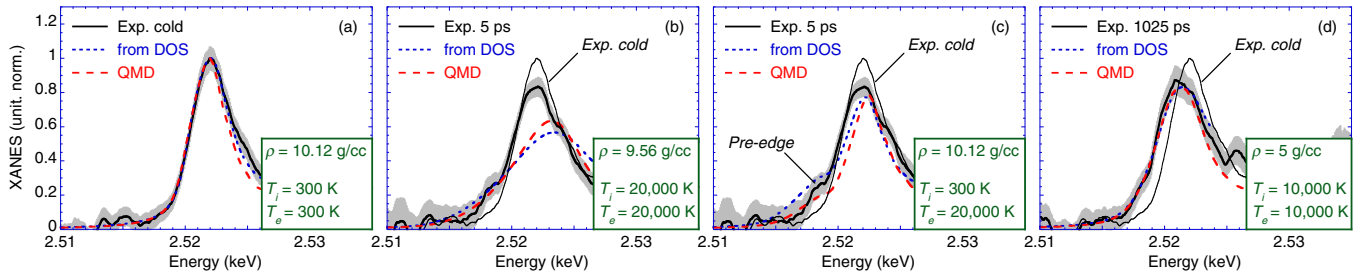 XANES (unit. norm.)
1.2
1
0.8
0.6
0.4
0.2
0
Exp. cold
from DOS
QMD
(a)
ρ = 10.12 g/cc
Ti = 300 K
Te = 300 K
2.51
2.52
2.53
Energy (keV)
Exp. 5 ps
from DOS
QMD
(b)
Exp. cold
ρ = 9.56 g/cc
Ti = 20,000 K
Te = 20,000 K
2.51
2.52
2.53
Energy (keV)
Exp. 5 ps
from DOS
QMD
(c)
Exp. cold
Pre-edge
ρ = 10.12 g/cc
Ti = 300 K
Te = 20,000 K
2.51
2.52
2.53
Energy (keV)
Exp. 1025 ps
from DOS
QMD
(d)
Exp. cold
ρ = 5 g/cc
Ti = 10,000 K
Te = 10,000 K
2.51
2.52
2.53
Energy (keV)